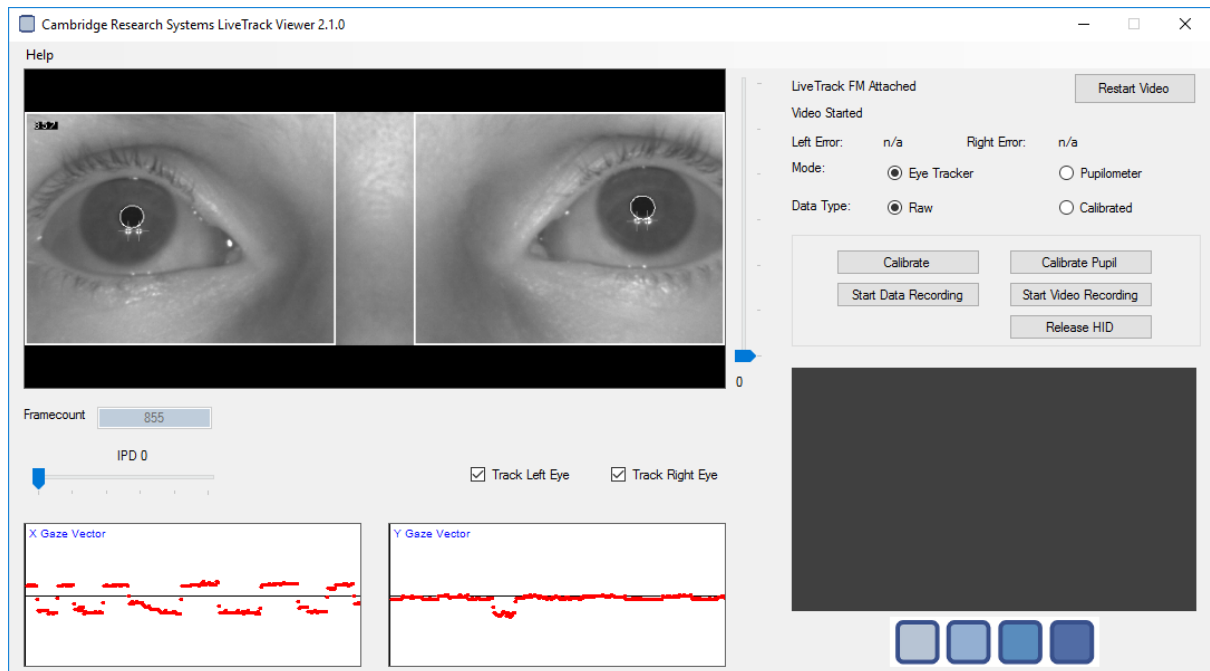 Cambridge Research Systems LiveTrack Viewer 2.1.0
Help
LiveTrack FM Attached
Restart Video
Video Started
Left Error: n/a Right Error: n/a
Mode: Eye Tracker Pupilometer
Data Type: Raw Calibrated
Calibrate Calibrate Pupil
Start Data Recording Start Video Recording
Release HID
0
Framecount 855
IPD 0
Track Left Eye Track Right Eye
X Gaze Vector Y Gaze Vector